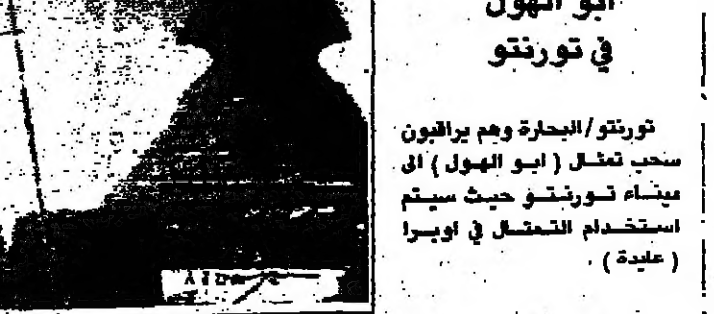 ابو الهول
في تورنتو
تورنتو/البحارة وهم يراقبون
سحب تمثال ( ابو الهول ) الى
ميناء تورنتو حيث سيتم
استخدام التمثال في اوبرا
( عايدة ) .